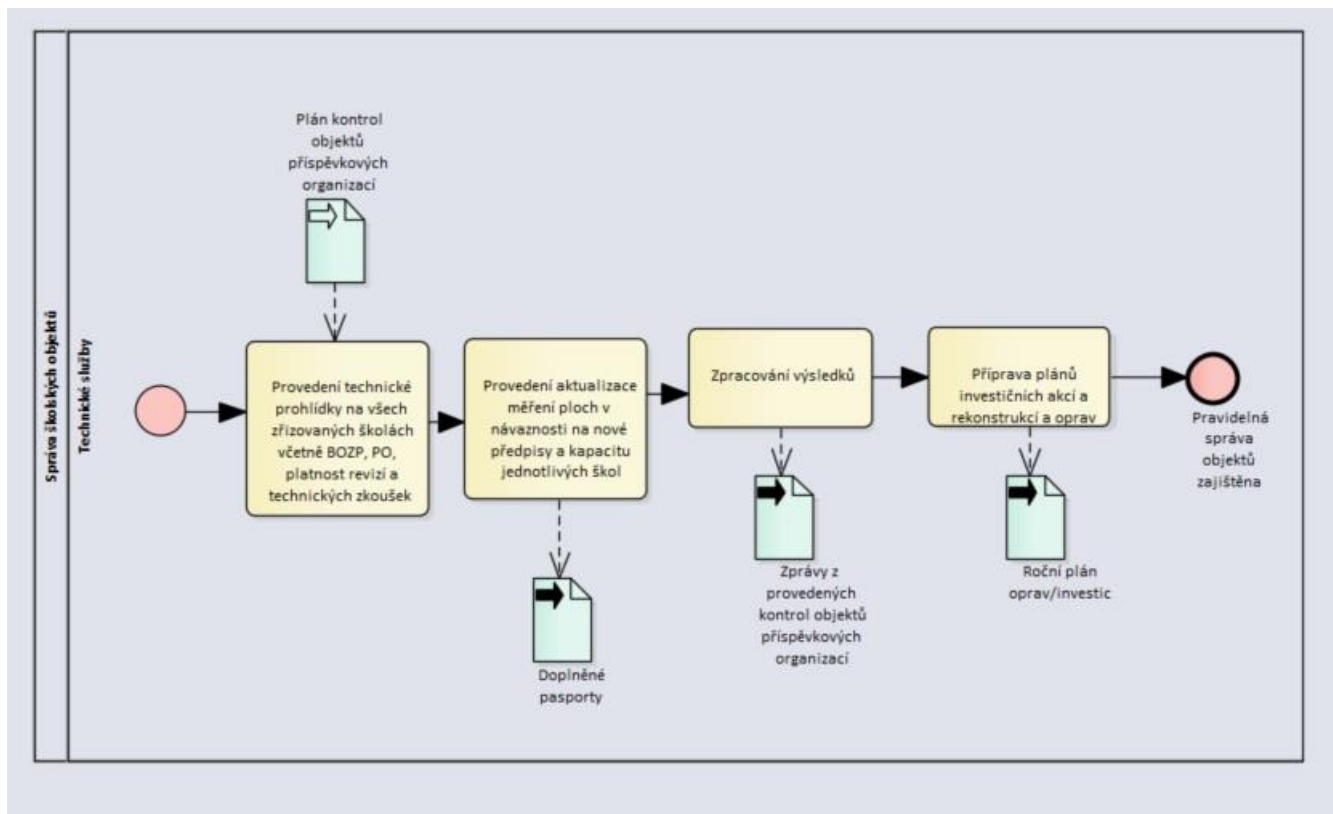 Správa školských objektů
Technické služby
Plán kontrol
objektů
příspěvkových
organizací
Provedení technické
prohlídky na všech
zřizovaných školách
včetně BOZP, PO,
platnost revizí a
technických zkoušek
Provedení aktualizace
měření ploch v
návaznosti na nové
předpisy a kapacitu
jednotlivých škol
Doplněné
pasporty
Zpracování výsledků
Zprávy z
provedených
kontrol objektů
příspěvkových
organizací
Příprava plánů
investičních akcí a
rekonstrukcí a oprav
Roční plán
oprav/investic
Pravidelná
správa
objektů
zajištěna